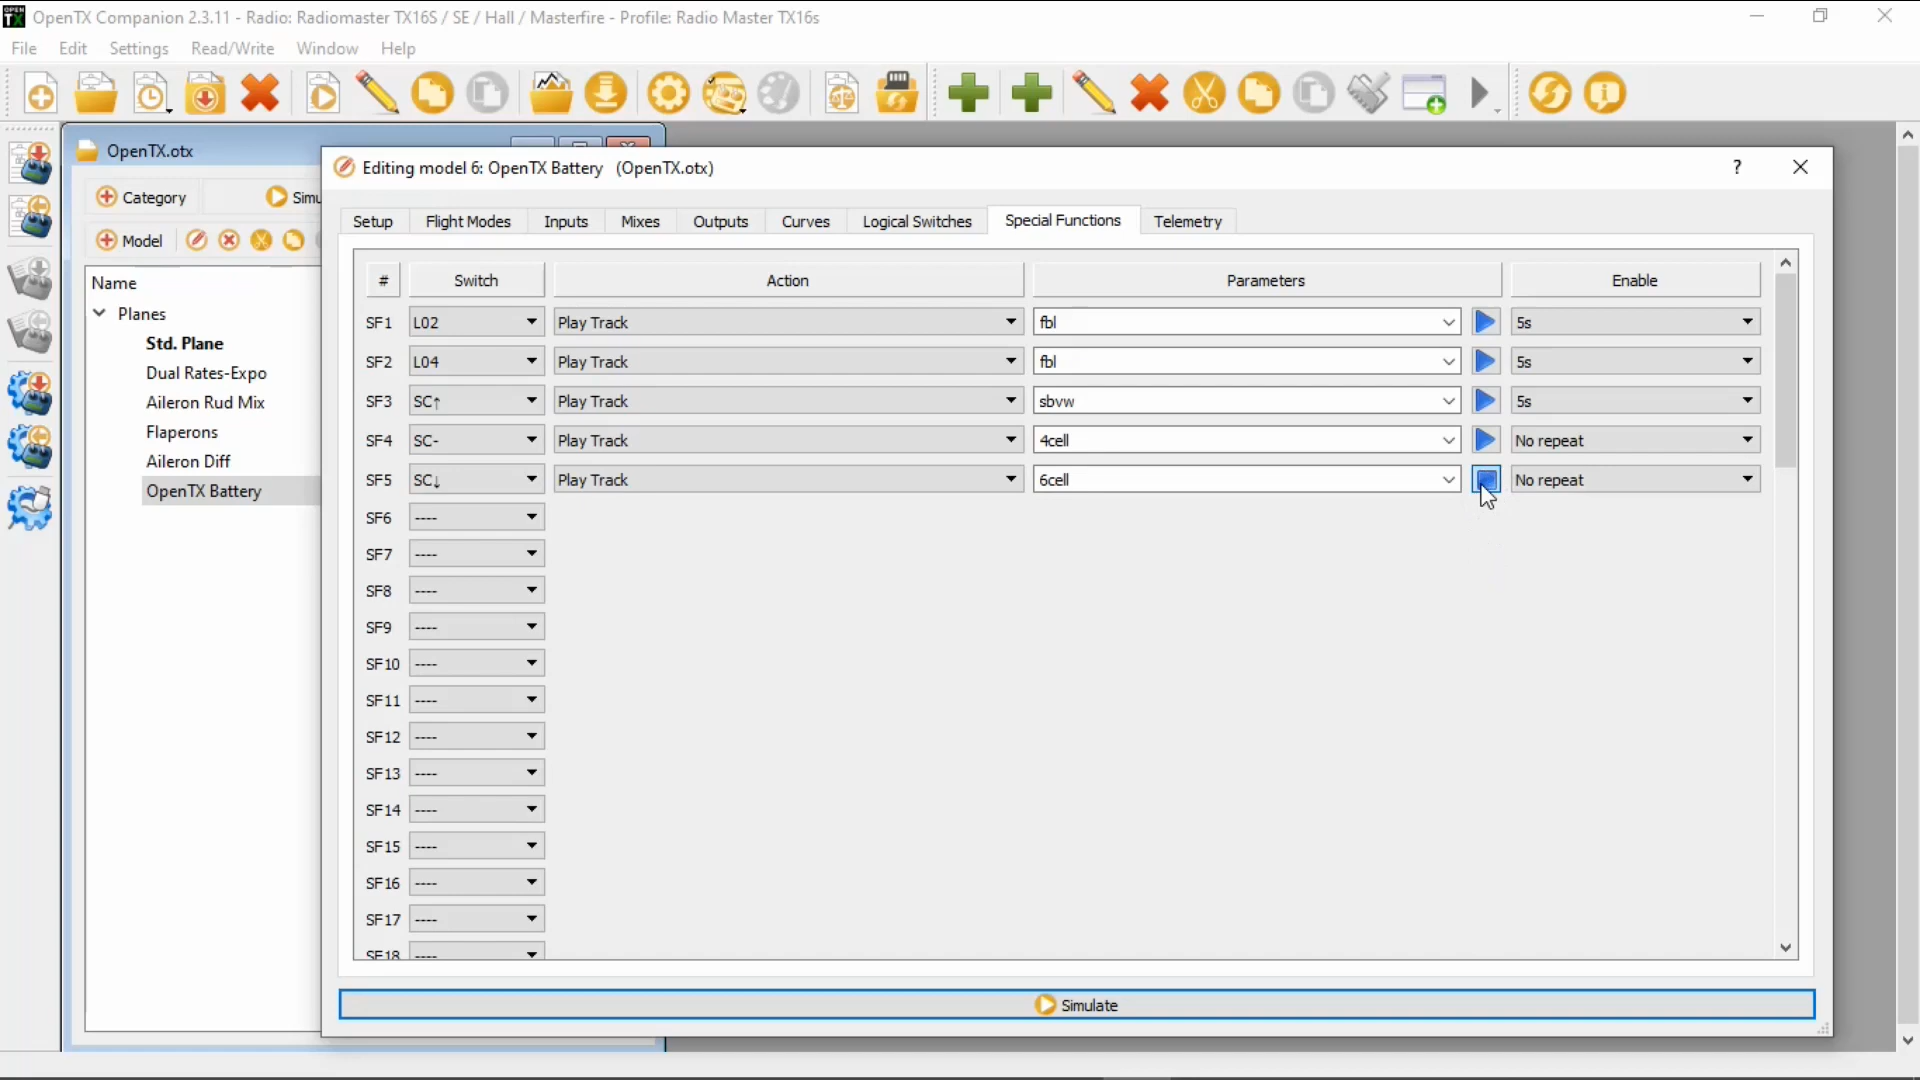 OPEN TX OpenTX Companion 2.3.11 - Radio: Radiomaster TX16S / SE / Hall / Masterfire - Profile: Radio Master TX16s
File Edit Settings Read/Write Window Help
OpenTX.otx
Category Simu
Model
Name
Planes
Std. Plane
Dual Rates-Expo
Aileron Rud Mix
Flaperons
Aileron Diff
OpenTX Battery
Editing model 6: OpenTX Battery (OpenTX.otx) ?
Setup Flight Modes Inputs Mixes Outputs Curves Logical Switches Special Functions Telemetry
# Switch Action Parameters Enable
SF1 L02 Play Track fbl 5s
SF2 L04 Play Track fbl 5s
SF3 SC↑ Play Track sbvw 5s
SF4 SC- Play Track 4cell No repeat
SF5 SC↓ Play Track 6cell No repeat
SF6 ----
SF7 ----
SF8 ----
SF9 ----
SF10 ----
SF11 ----
SF12 ----
SF13 ----
SF14 ----
SF15 ----
SF16 ----
SF17 ----
SF18 ----
Simulate